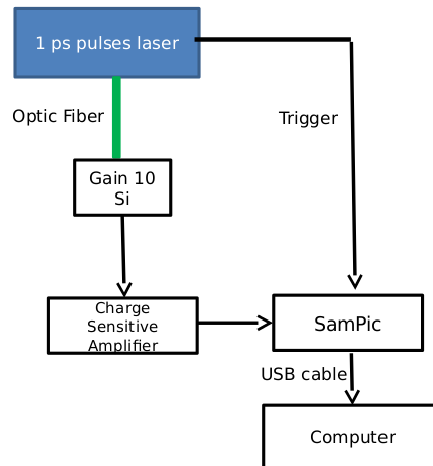 1 ps pulses laser
Optic Fiber
Trigger
Gain 10
Si
Charge
Sensitive
Amplifier
SamPic
USB cable
Computer